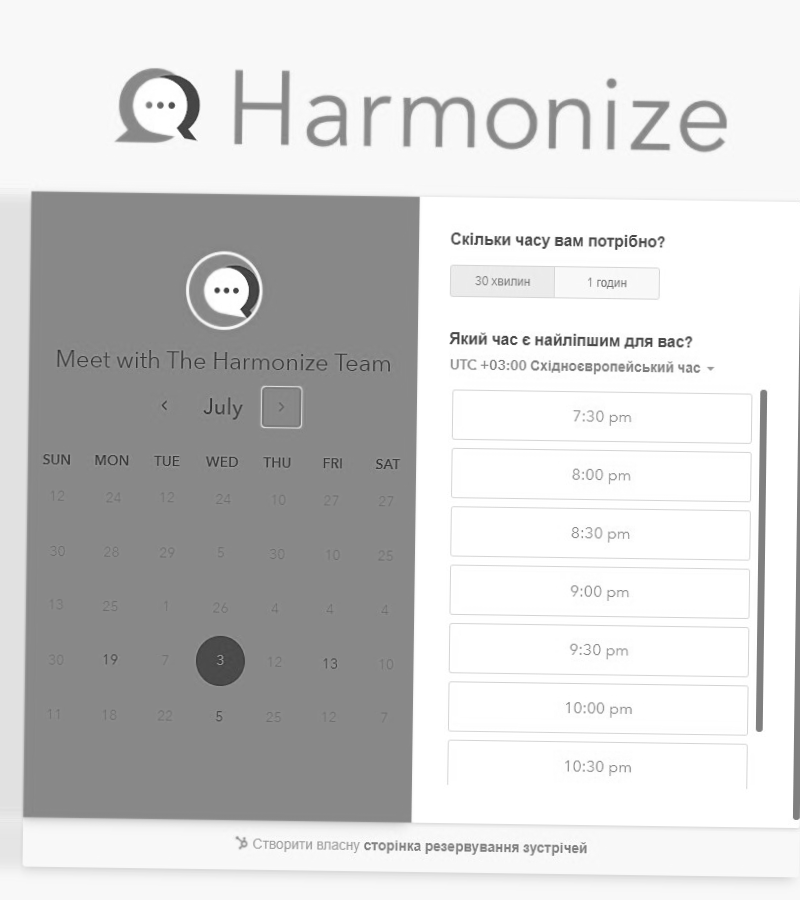 Harmonize
Meet with The Harmonize Team
July
SUN MON TUE WED THU FRI SAT
12 24 12 24 10 27 27
30 28 29 5 30 10 25
13 25 1 26 4 4 4
30 19 7 3 12 13 10
11 18 22 5 25 12 7
Скільки часу вам потрібно?
30 хвилин 1 годин
Який час є найліпшим для вас?
UTC +03:00 Східноєвропейський час
7:30 pm
8:00 pm
8:30 pm
9:00 pm
9:30 pm
10:00 pm
10:30 pm
Створити власну сторінка резервування зустрічей